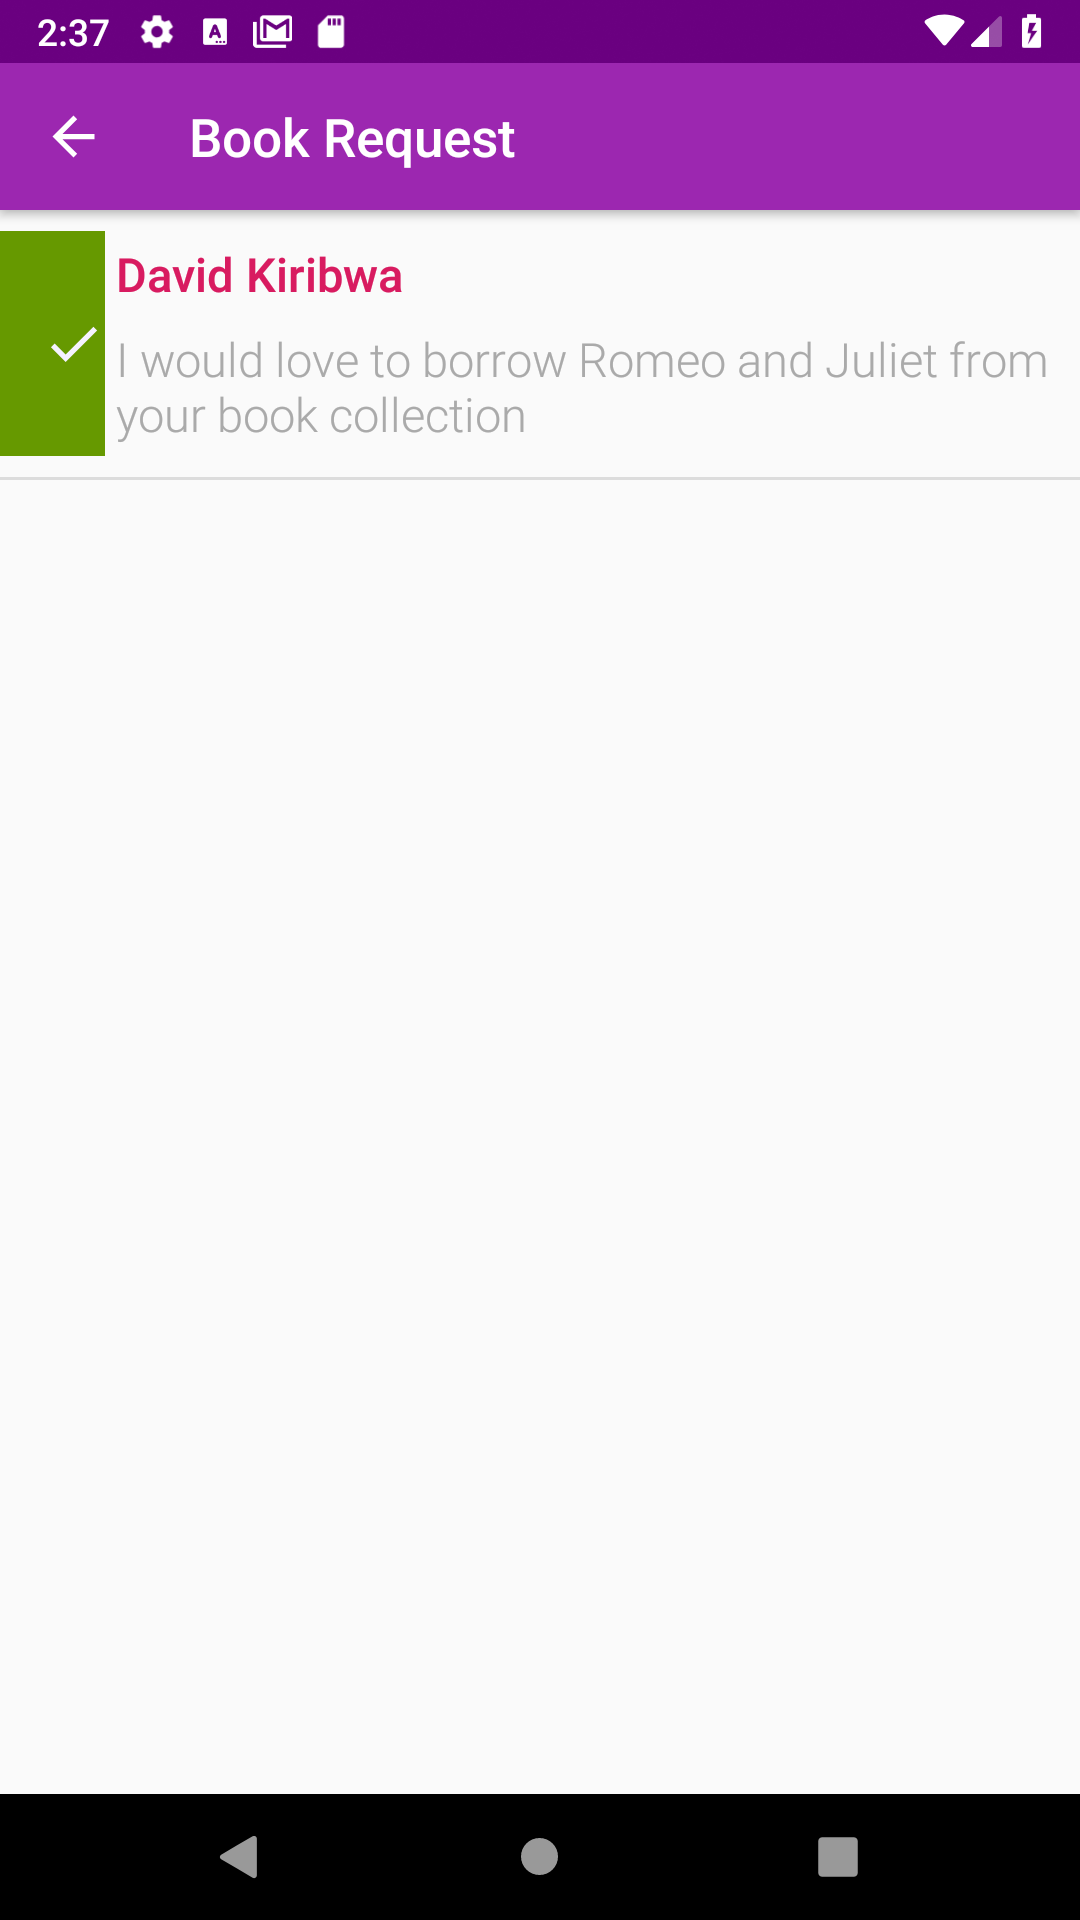 2:37
Book Request
David Kiribwa
I would love to borrow Romeo and Juliet from
your book collection